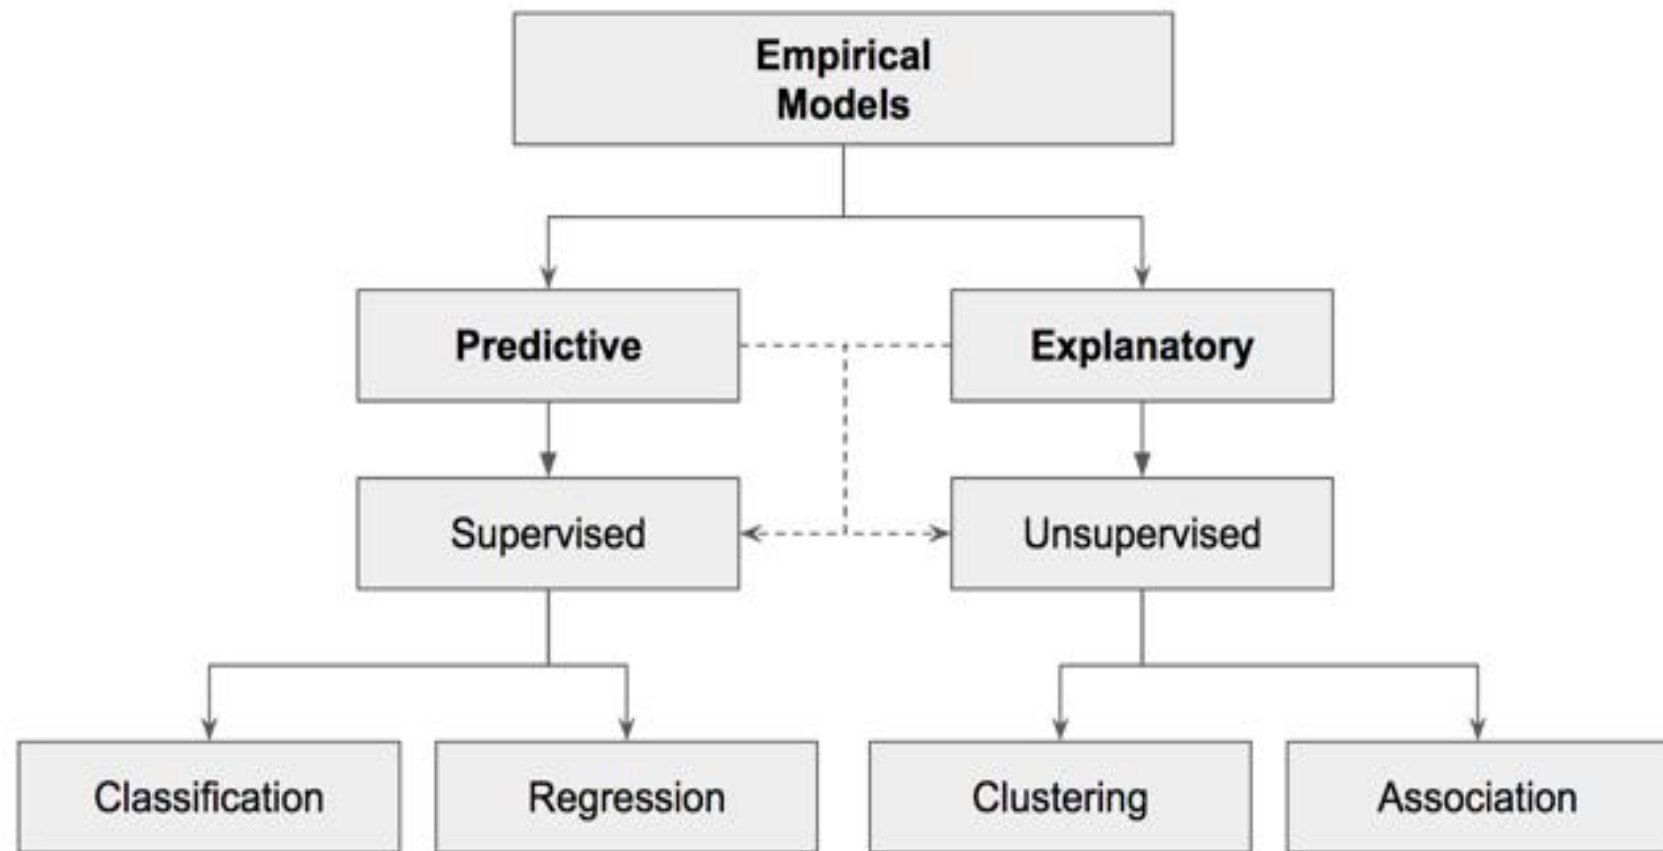 Empirical
Models
Predictive
Explanatory
Supervised
Unsupervised
Classification
Regression
Clustering
Association